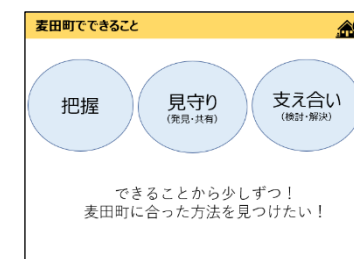 麦田町でできること
把握
見守り
(発見・共有)
支え合い
(検討・解決)
できることから少しずつ！
麦田町に合った方法を見つけたい！